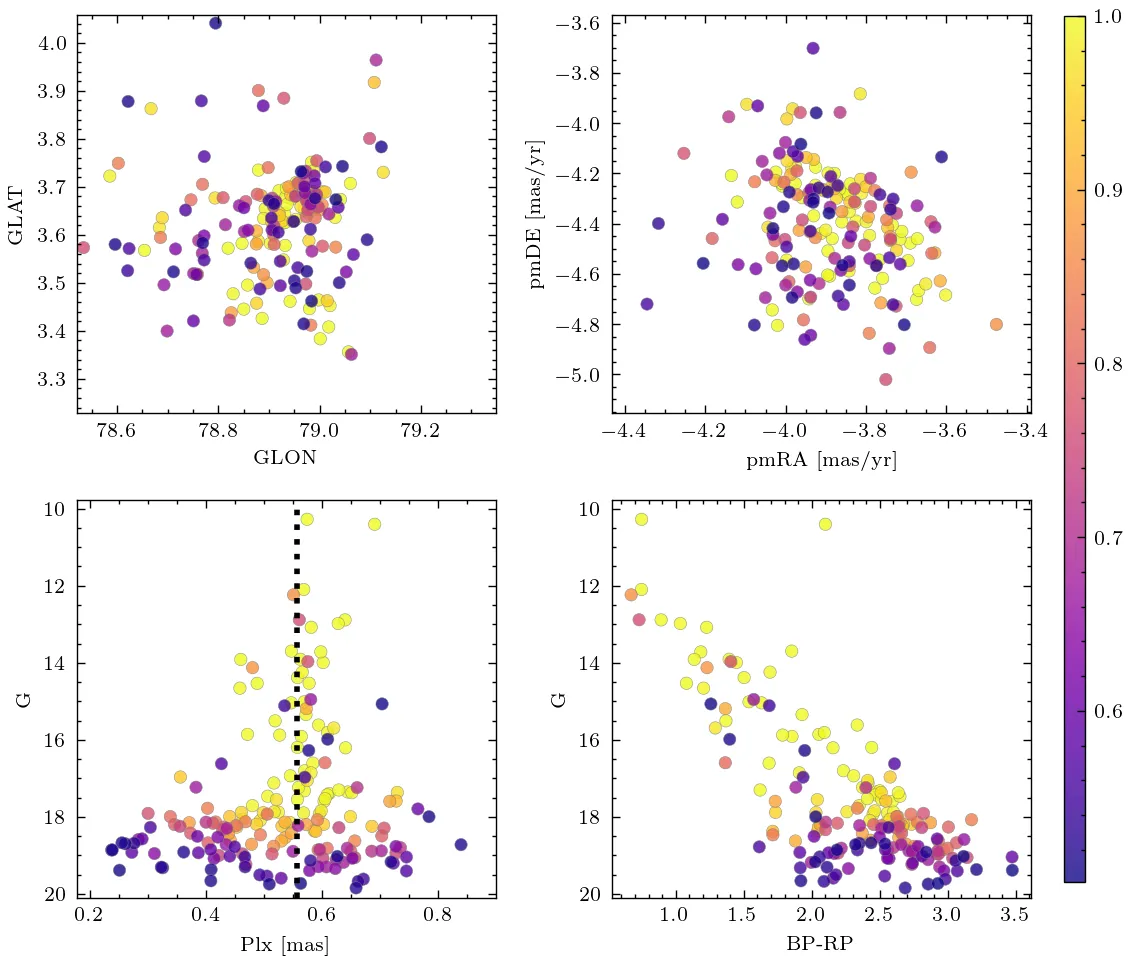 4.0
3.9
3.8
3.7
3.6
3.5
3.4
3.3
GLAT
78.6 78.8 79.0 79.2
GLON
−3.6
−3.8
−4.0
−4.2
−4.4
−4.6
−4.8
−5.0
pmDE [mas/yr]
−4.4 −4.2 −4.0 −3.8 −3.6 −3.4
pmRA [mas/yr]
1.0
0.9
0.8
0.7
0.6
10
12
14
16
18
20
G
0.2 0.4 0.6 0.8
Plx [mas]
10
12
14
16
18
20
G
1.0 1.5 2.0 2.5 3.0 3.5
BP-RP